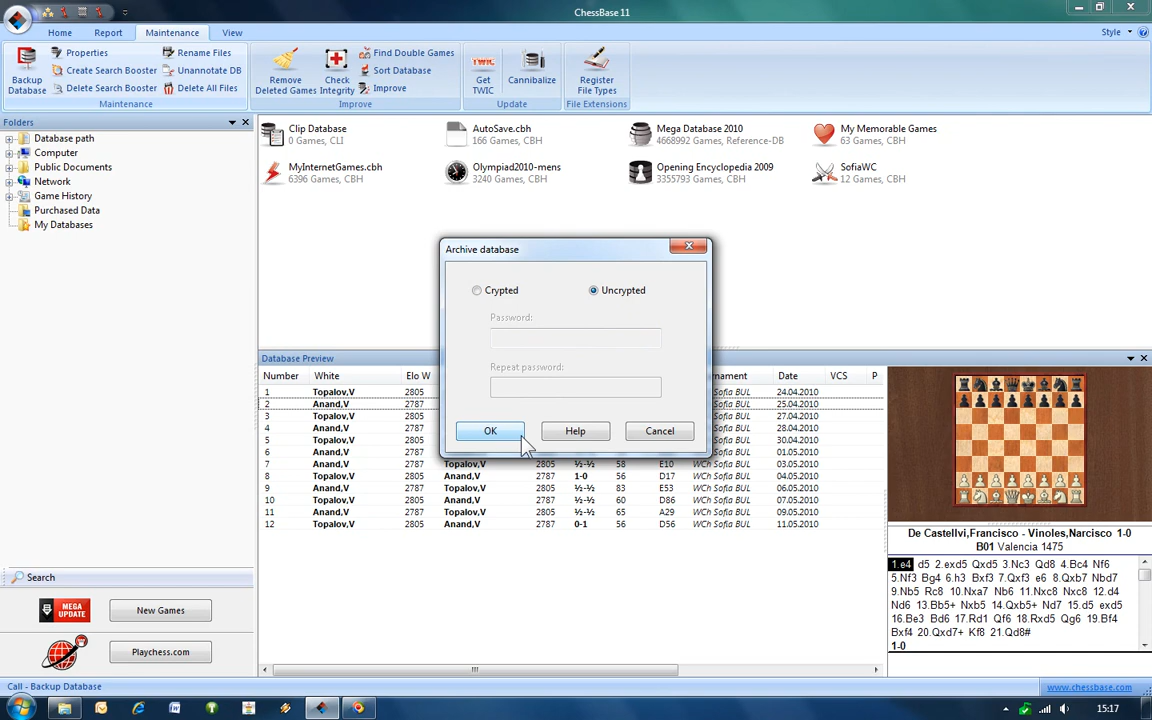 ChessBase 11
Home Report Maintenance View
Style
Backup Database
Properties
Create Search Booster
Delete Search Booster
Rename Files
Unannotate DB
Delete All Files
Maintenance
Remove Deleted Games
Check Integrity
Find Double Games
Sort Database
Improve
Improve
TWIC
Get TWIC
Cannibalize
Update
Register File Types
File Extensions
Folders
Database path
Computer
Public Documents
Network
Game History
Purchased Data
My Databases
Clip Database
0 Games, CLI
AutoSave.cbh
166 Games, CBH
Mega Database 2010
4668992 Games, Reference-DB
My Memorable Games
63 Games, CBH
MyInternetGames.cbh
6396 Games, CBH
Olympiad2010-mens
3240 Games, CBH
Opening Encyclopedia 2009
3355793 Games, CBH
SofiaWC
12 Games, CBH
Archive database
Crypted
Uncrypted
Password:
Repeat password:
OK
Help
Cancel
Database Preview
Number White Elo W nament Date VCS P
1 Topalov,V 2805 WCh Sofia BUL 24.04.2010
2 Anand,V 2787 WCh Sofia BUL 25.04.2010
3 Topalov,V 2805 WCh Sofia BUL 27.04.2010
4 Anand,V 2787 WCh Sofia BUL 28.04.2010
5 Topalov,V 2805 WCh Sofia BUL 30.04.2010
6 Anand,V 2787 WCh Sofia BUL 01.05.2010
7 Anand,V 2787 Topalov,V 2805 ½-½ 58 E10 WCh Sofia BUL 03.05.2010
8 Topalov,V 2805 Anand,V 2787 1-0 56 D17 WCh Sofia BUL 04.05.2010
9 Anand,V 2787 Topalov,V 2805 ½-½ 83 E53 WCh Sofia BUL 06.05.2010
10 Topalov,V 2805 Anand,V 2787 ½-½ 60 D86 WCh Sofia BUL 07.05.2010
11 Anand,V 2787 Topalov,V 2805 ½-½ 65 A29 WCh Sofia BUL 09.05.2010
12 Topalov,V 2805 Anand,V 2787 0-1 56 D56 WCh Sofia BUL 11.05.2010
De Castellvi,Francisco - Vinoles,Narcisco 1-0
B01 Valencia 1475
1.e4 d5 2.exd5 Qxd5 3.Nc3 Qd8 4.Bc4 Nf6
5.Nf3 Bg4 6.h3 Bxf3 7.Qxf3 e6 8.Qxb7 Nbd7
9.Nb5 Rc8 10.Nxa7 Nb6 11.Nxc8 Nxc8 12.d4
Nd6 13.Bb5+ Nxb5 14.Qxb5+ Nd7 15.d5 exd5
16.Be3 Bd6 17.Rd1 Qf6 18.Rxd5 Qg6 19.Bf4
Bxf4 20.Qxd7+ Kf8 21.Qd8#
1-0
Search
MEGA UPDATE
New Games
Playchess.com
Call - Backup Database
www.chessbase.com
15:17